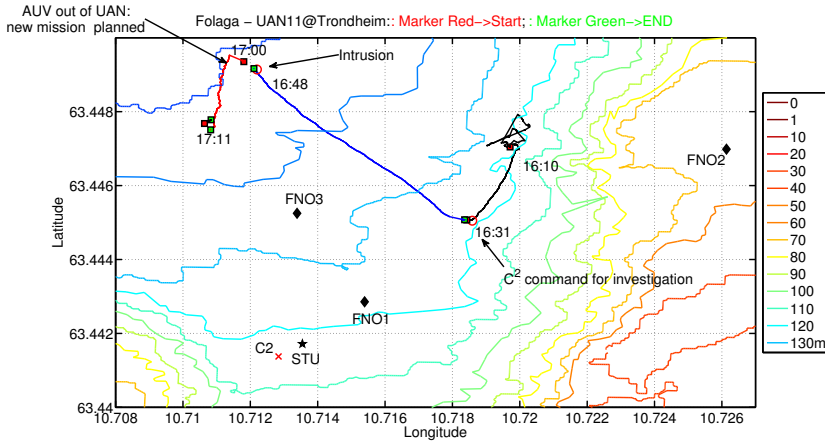 AUV out of UAN:
new mission planned
Folaga − UAN11@Trondheim:: Marker Red−>Start; : Marker Green−>END
17:00
Intrusion
16:48
17:11
16:10
FNO2
FNO3
16:31
C2 command for investigation
FNO1
C2
STU
63.448
63.446
63.444
63.442
63.44
Latitude
10.708
10.71
10.712
10.714
10.716
10.718
10.72
10.722
10.724
10.726
Longitude
0
1
10
20
30
40
50
60
70
80
90
100
110
120
130m